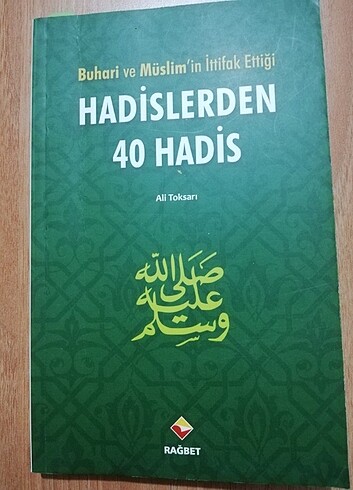 Buhari ve Müslim'in İttifak Ettiği
HADİSLERDEN
40 HADİS
Ali Toksarı
صلى الله
عليه
وسلم
RAĞBET